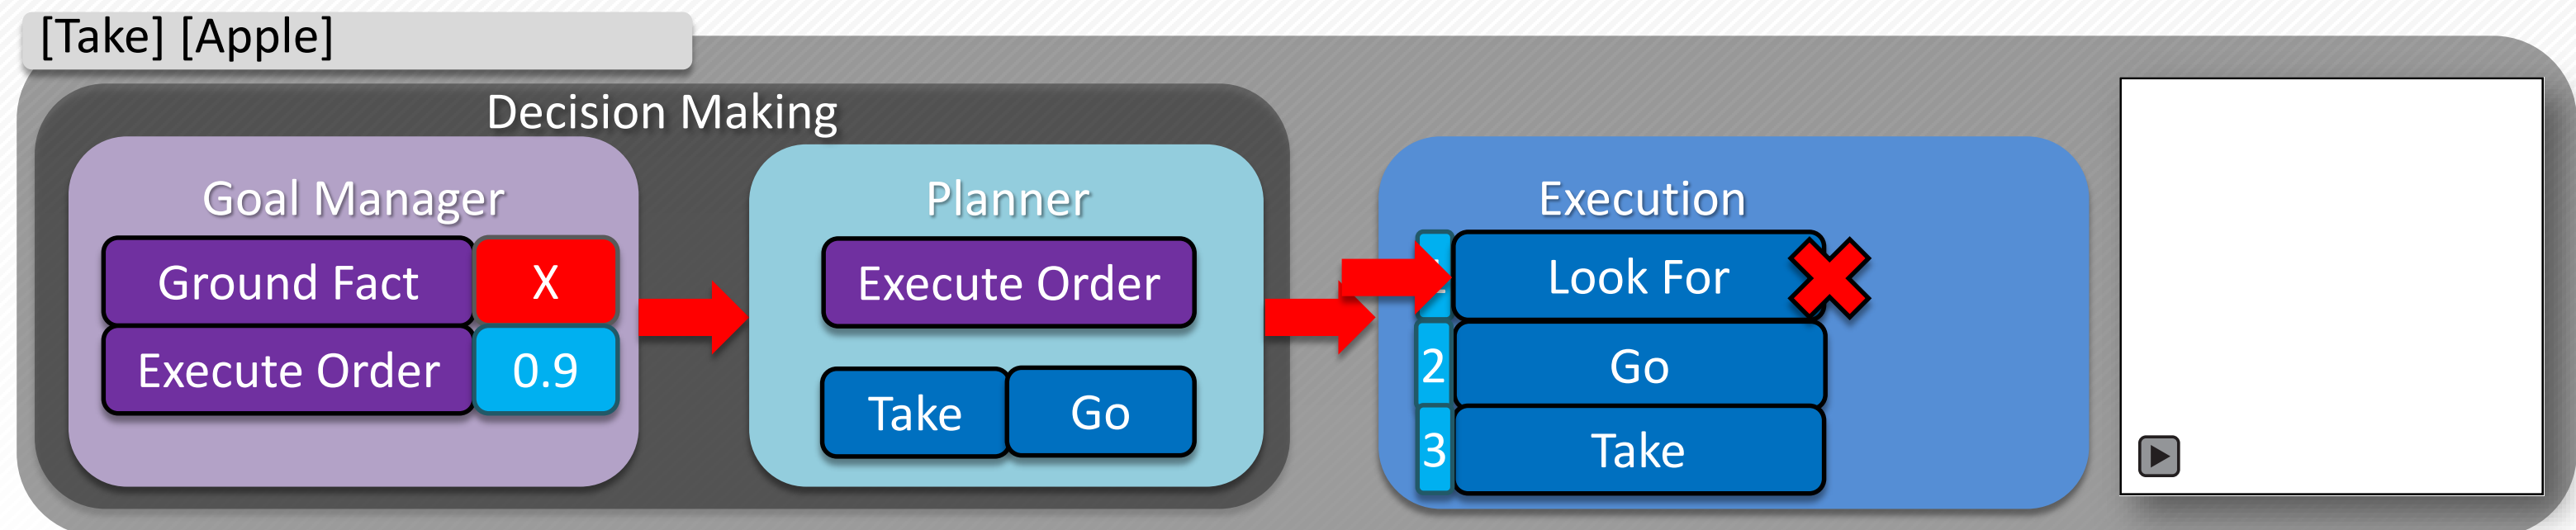 [Take] [Apple]
Decision Making
Goal Manager
Ground Fact X
Execute Order 0.9
Planner
Execute Order
Take Go
Execution
Look For
2 Go
3 Take